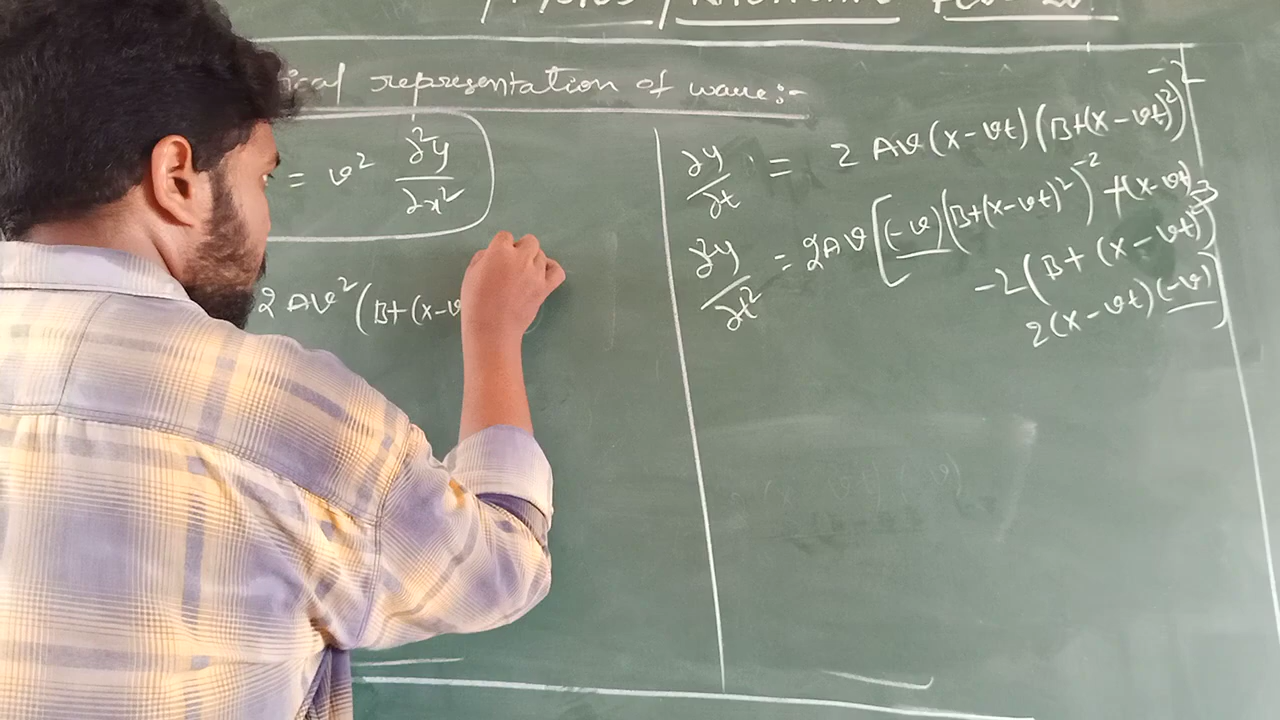 ical representation of wave:-
= v² ∂²y/∂x²
2 Av² (B+(x-v
∂y/∂t = 2 Av (x-vt) (B+(x-vt)²)⁻²
∂²y/∂t² = 2Av [(-v) (B+(x-vt)²)⁻² + (x-vt)
-2 (B+ (x-vt)²)⁻³
2(x-vt) (-v)]